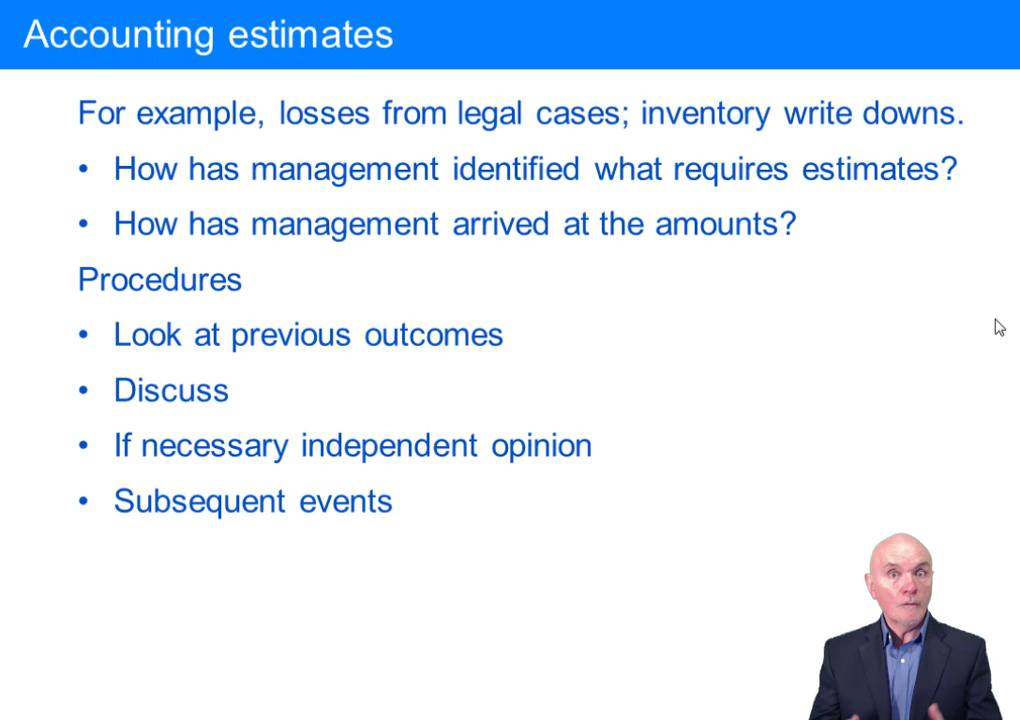 Accounting estimates
For example, losses from legal cases; inventory write downs.
• How has management identified what requires estimates?
• How has management arrived at the amounts?
Procedures
• Look at previous outcomes
• Discuss
• If necessary independent opinion
• Subsequent events